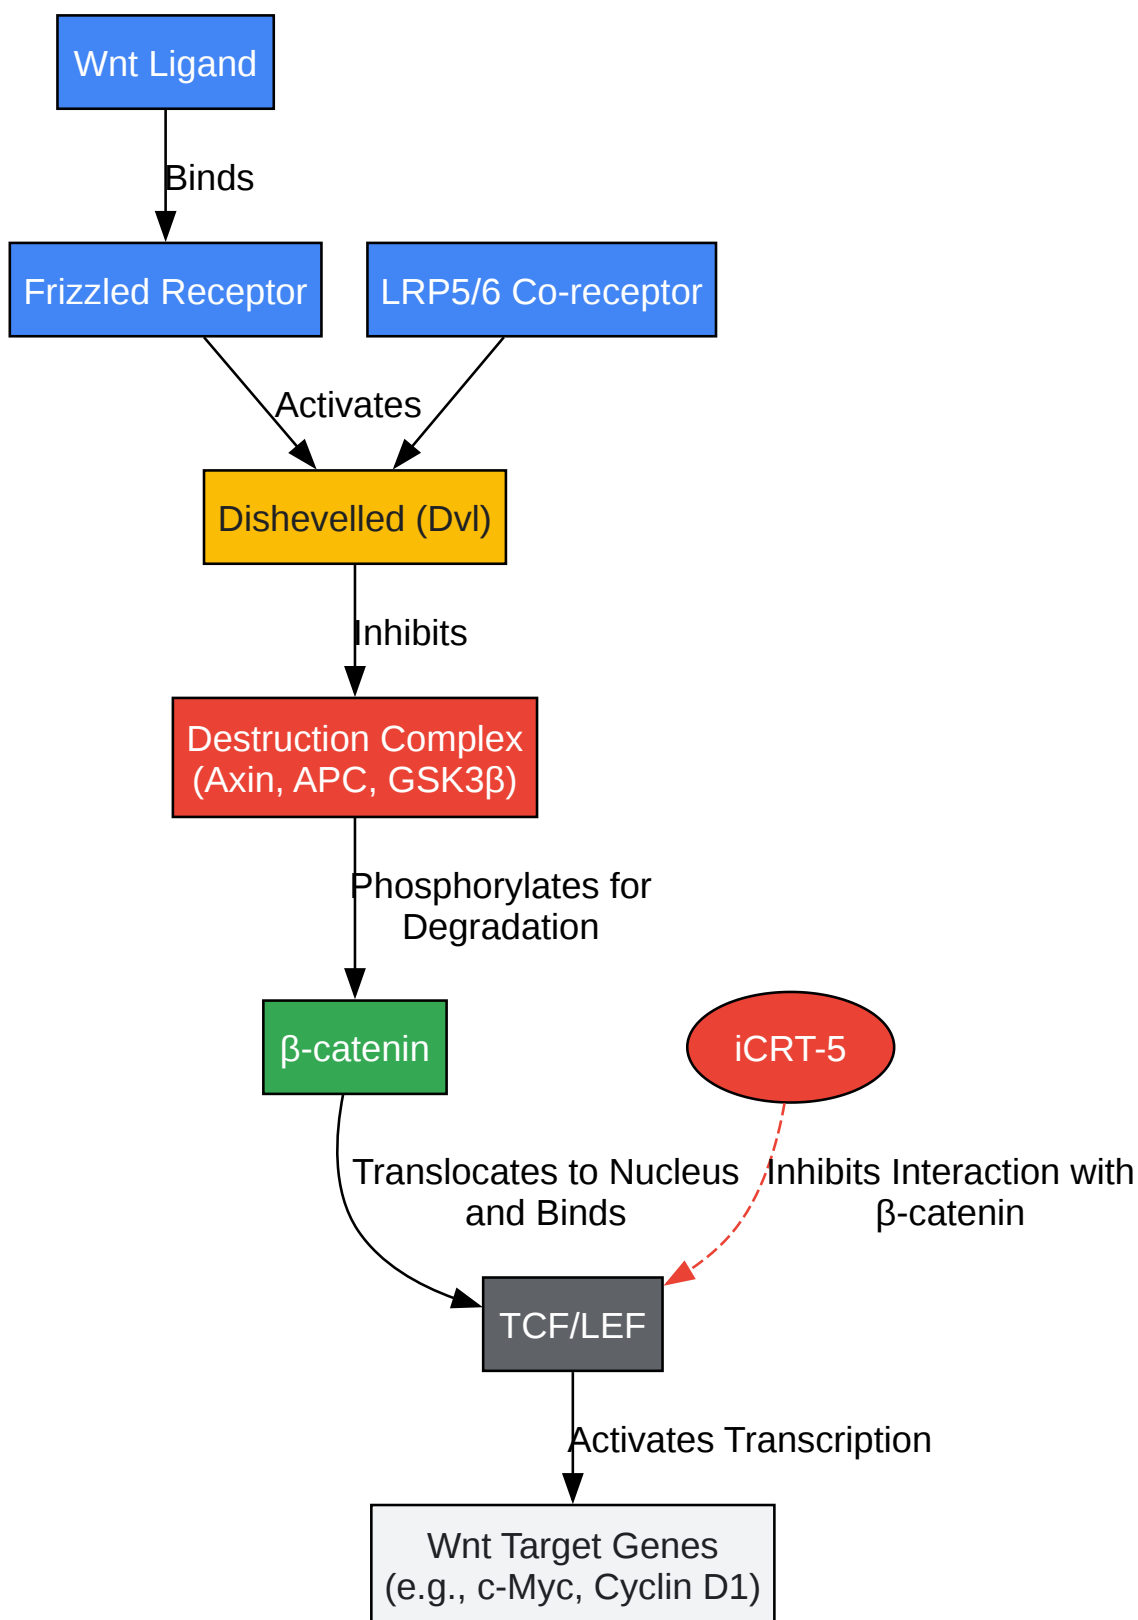 Wnt Ligand
Binds
Frizzled Receptor
LRP5/6 Co-receptor
Activates
Dishevelled (Dvl)
Inhibits
Destruction Complex
(Axin, APC, GSK3β)
Phosphorylates for
Degradation
β-catenin
iCRT-5
Translocates to Nucleus
and Binds
Inhibits Interaction with
β-catenin
TCF/LEF
Activates Transcription
Wnt Target Genes
(e.g., c-Myc, Cyclin D1)